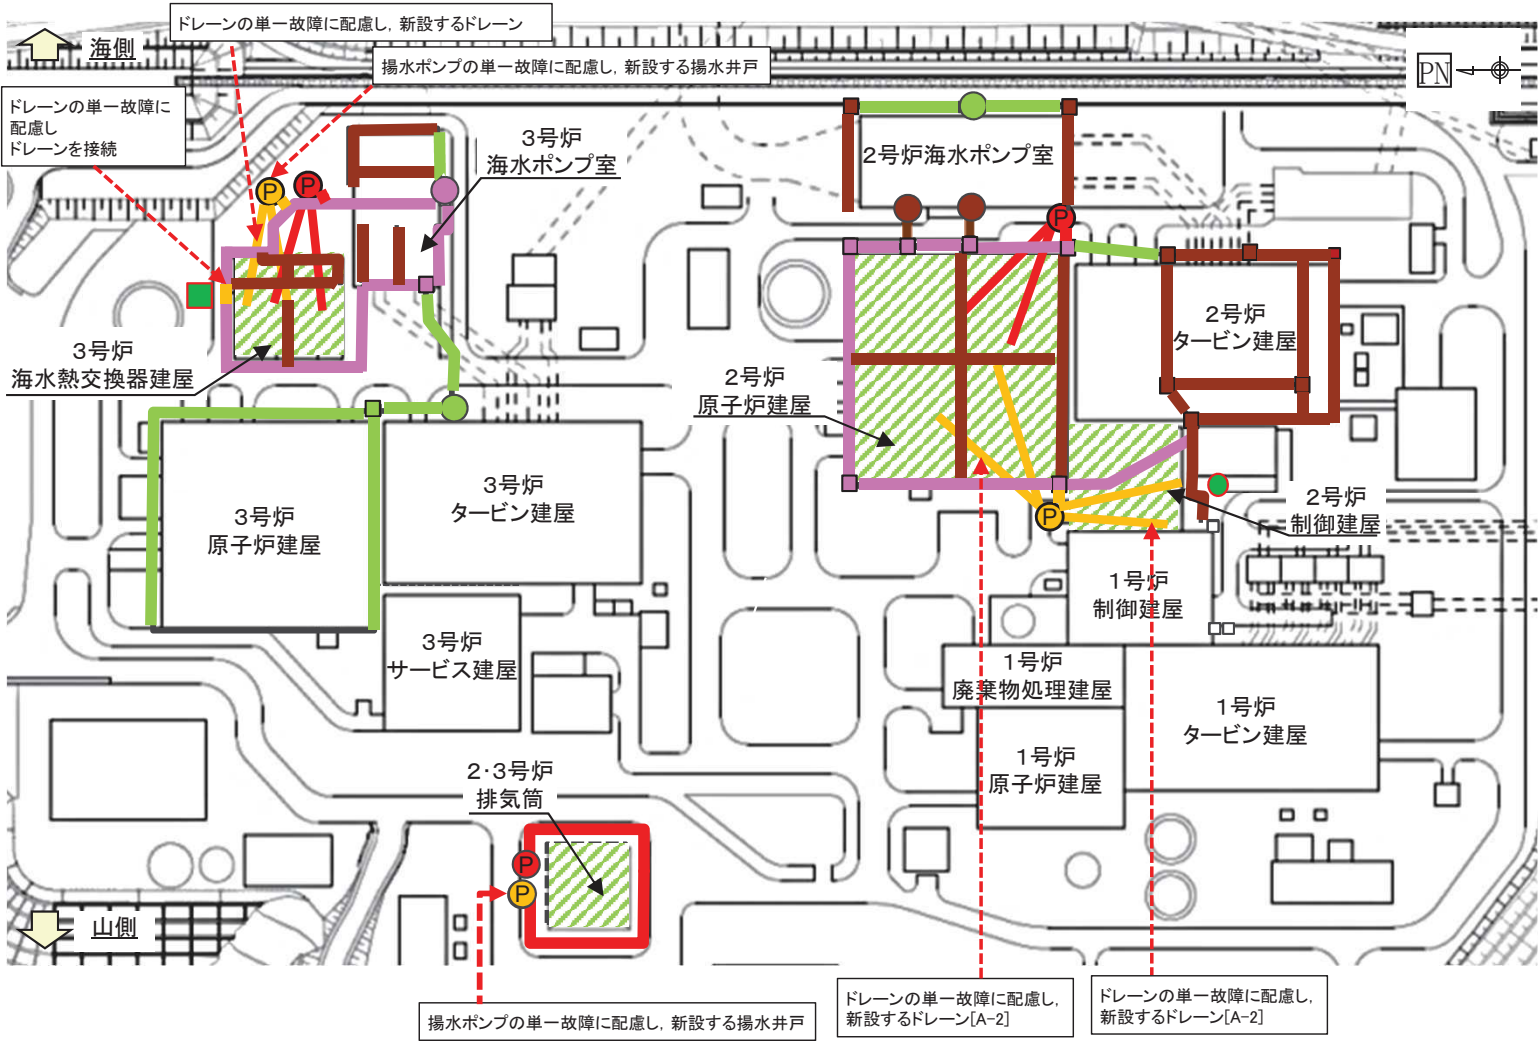 ドレーンの単一故障に配慮し，新設するドレーン
海側
揚水ポンプの単一故障に配慮し，新設する揚水井戸
PN
ドレーンの単一故障に
配慮し
ドレーンを接続
3号炉
海水ポンプ室
2号炉海水ポンプ室
P
P
P
3号炉
海水熱交換器建屋
2号炉
タービン建屋
2号炉
原子炉建屋
3号炉
タービン建屋
3号炉
原子炉建屋
P
2号炉
制御建屋
1号炉
制御建屋
3号炉
サービス建屋
1号炉
廃棄物処理建屋
1号炉
タービン建屋
1号炉
原子炉建屋
2・3号炉
排気筒
P
P
山側
揚水ポンプの単一故障に配慮し，新設する揚水井戸
ドレーンの単一故障に配慮し，
新設するドレーン[A-2]
ドレーンの単一故障に配慮し，
新設するドレーン[A-2]